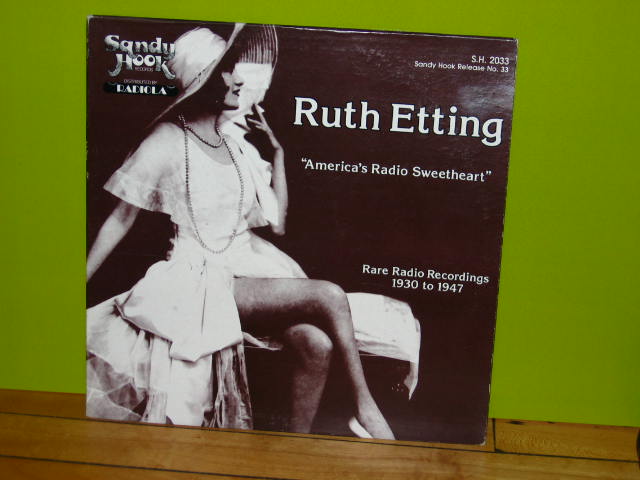 Sandy
Hook
RECORDS
DISTRIBUTED BY
RADIOLA
S.H. 2033
Sandy Hook Release No. 33
Ruth Etting
"America's Radio Sweetheart"
Rare Radio Recordings
1930 to 1947